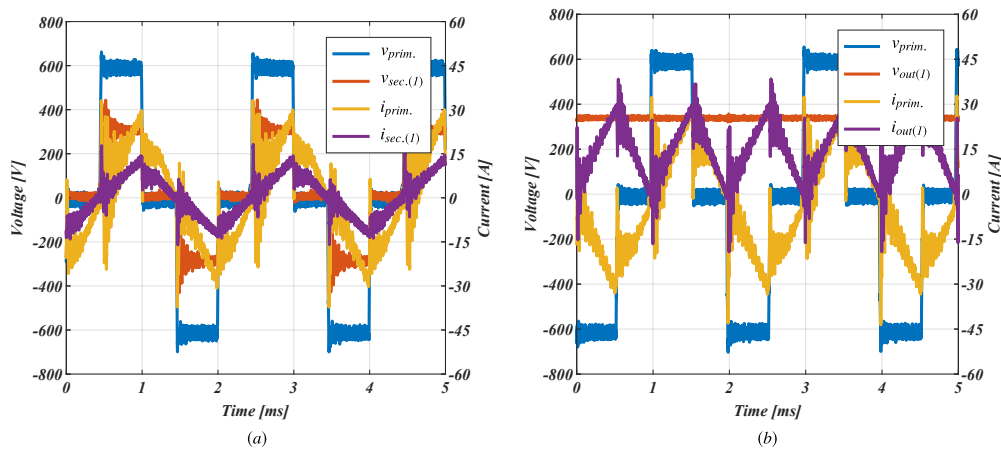 800
600
400
200
0
-200
-400
-600
-800
Voltage [V]
60
45
30
15
0
-15
-30
-45
-60
Current [A]
v_prim.
v_sec.(1)
i_prim.
i_sec.(1)
0 1 2 3 4 5
Time [ms]
(a)
800
600
400
200
0
-200
-400
-600
-800
Voltage [V]
60
45
30
15
0
-15
-30
-45
-60
Current [A]
v_prim.
v_out(1)
i_prim.
i_out(1)
0 1 2 3 4 5
Time [ms]
(b)